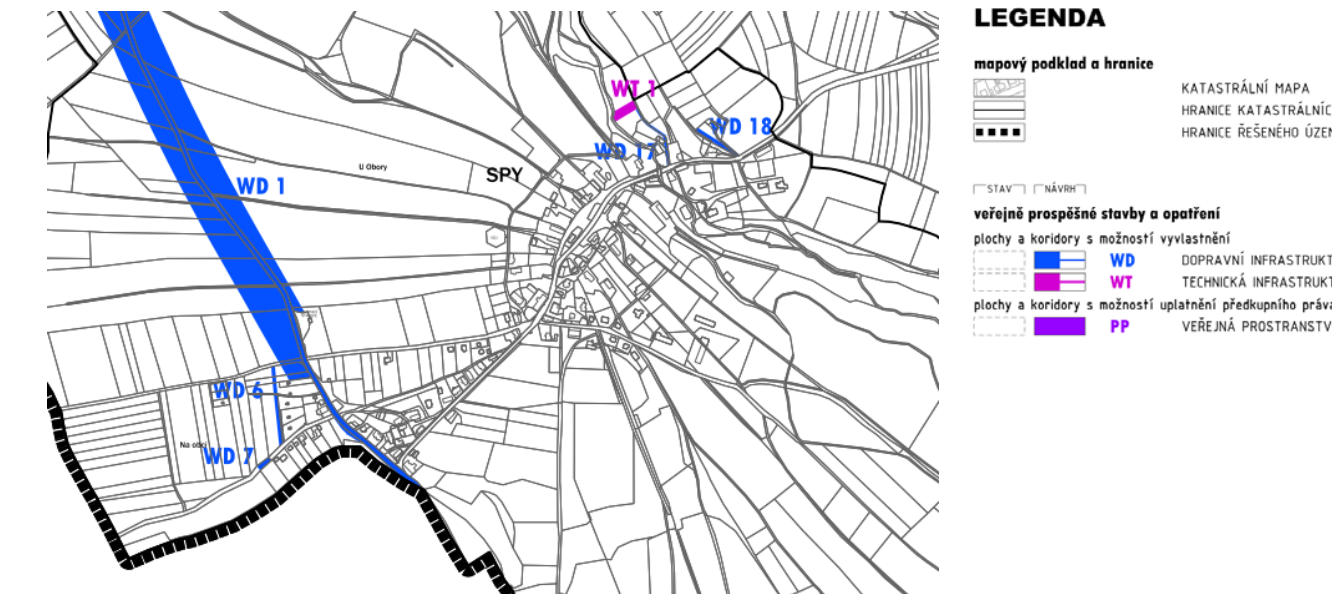 WT 1
WD 18
WD 17
U Obory
SPY
WD 1
WD 6
Na obci
WD 7
LEGENDA
mapový podklad a hranice
KATASTRÁLNÍ MAPA
HRANICE KATASTRÁLNÍC
HRANICE ŘEŠENÉHO ÚZEM
STAV NÁVRH
veřejně prospěšné stavby a opatření
plochy a koridory s možností vyvlastnění
WD DOPRAVNÍ INFRASTRUKT
WT TECHNICKÁ INFRASTRUKT
plochy a koridory s možností uplatnění předkupního práva
PP VEŘEJNÁ PROSTRANSTV